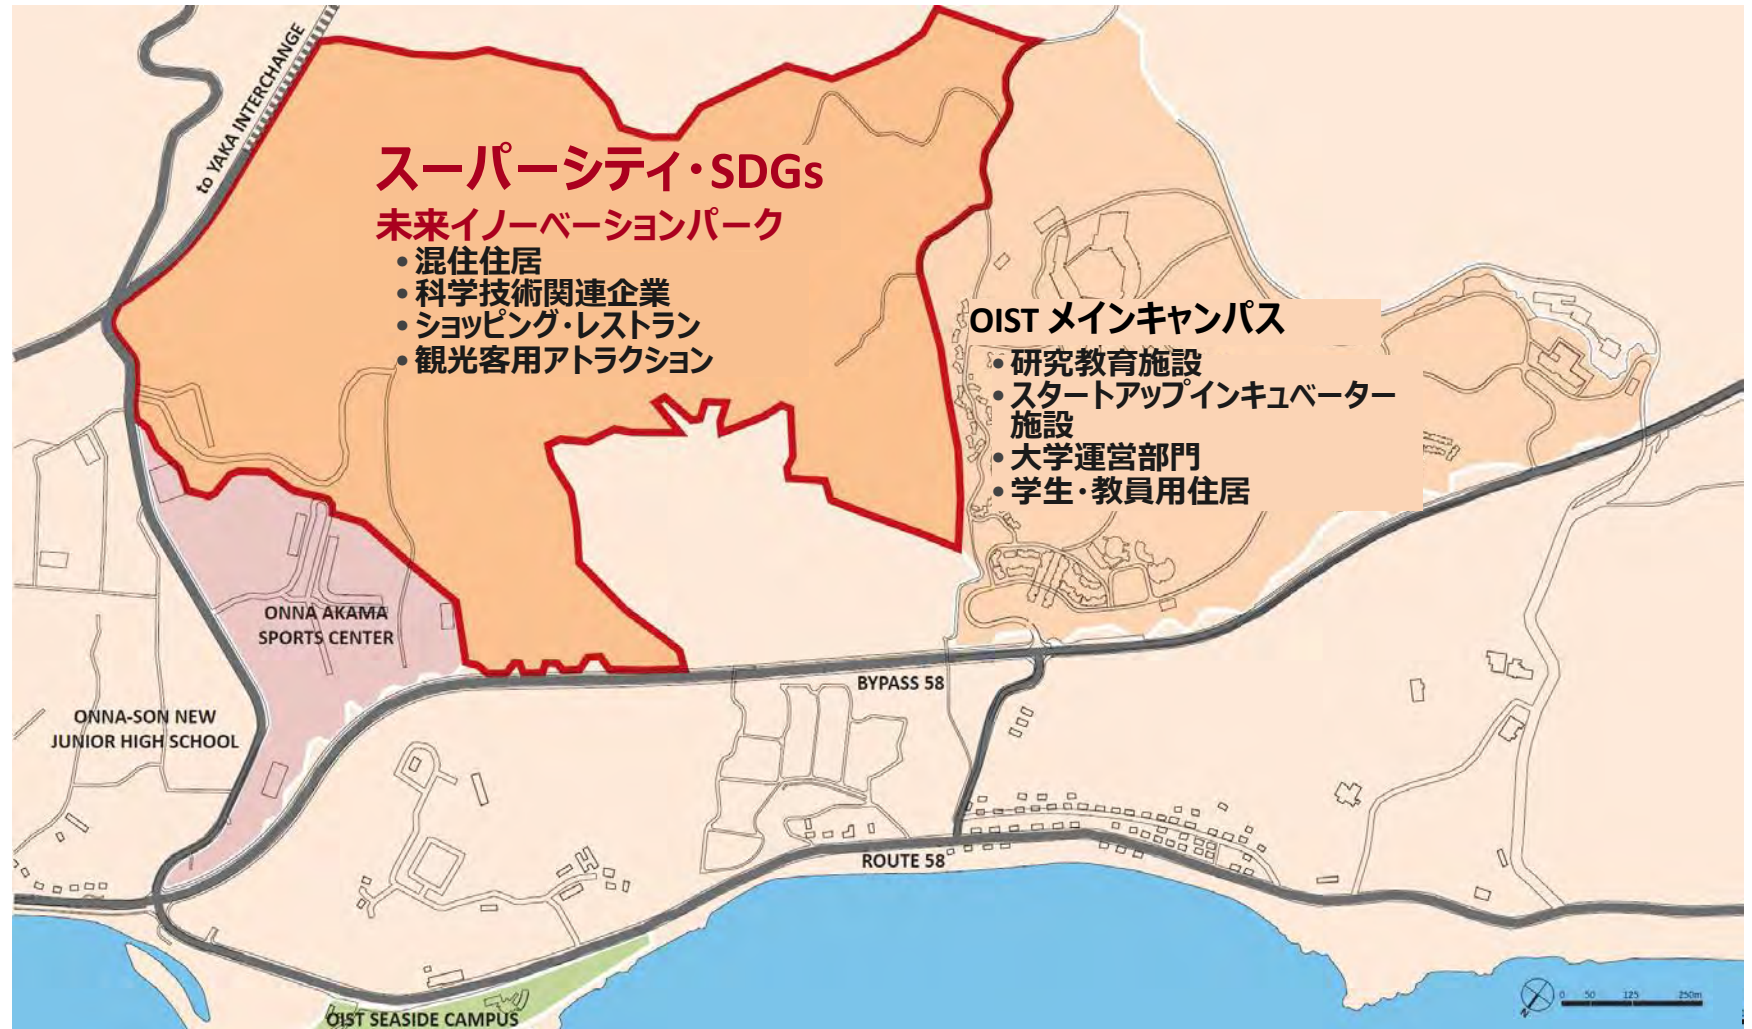 to YAKA INTERCHANGE
スーパーシティ・SDGs
未来イノーベーションパーク
• 混住住居
• 科学技術関連企業
• ショッピング・レストラン
• 観光客用アトラクション
OIST メインキャンパス
• 研究教育施設
• スタートアップインキュベーター
施設
• 大学運営部門
• 学生・教員用住居
ONNA AKAMA
SPORTS CENTER
BYPASS 58
ONNA-SON NEW
JUNIOR HIGH SCHOOL
ROUTE 58
OIST SEASIDE CAMPUS
N
0 50 125 250m